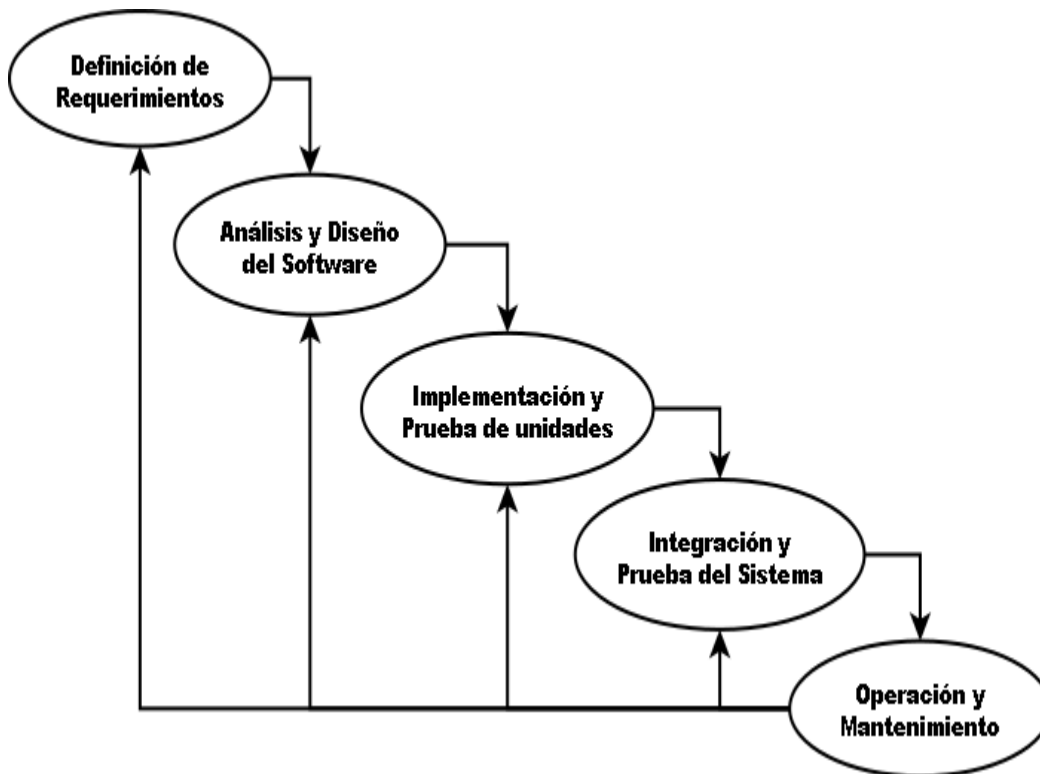 Definición de
Requerimientos
Análisis y Diseño
del Software
Implementación y
Prueba de unidades
Integración y
Prueba del Sistema
Operación y
Mantenimiento